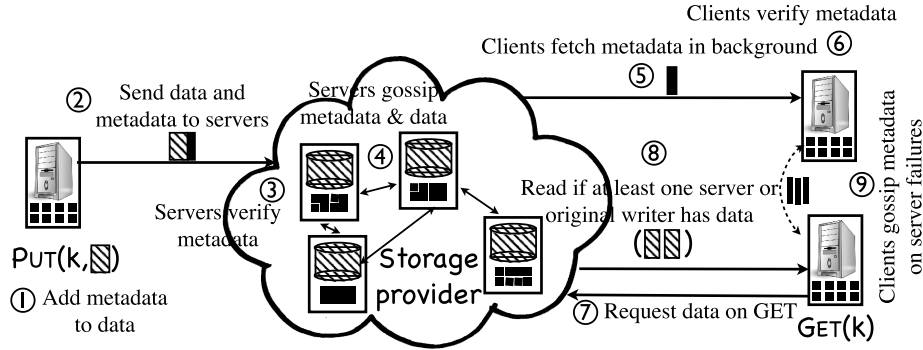 Clients verify metadata
⑥
Clients fetch metadata in background
⑤
②
Send data and
metadata to servers
Servers gossip
metadata & data
④
③
Servers verify
metadata
PUT(k, )
① Add metadata
to data
Storage
provider
⑧
Read if at least one server or
original writer has data
( )
⑦ Request data on GET
GET(k)
⑨
Clients gossip metadata
on server failures